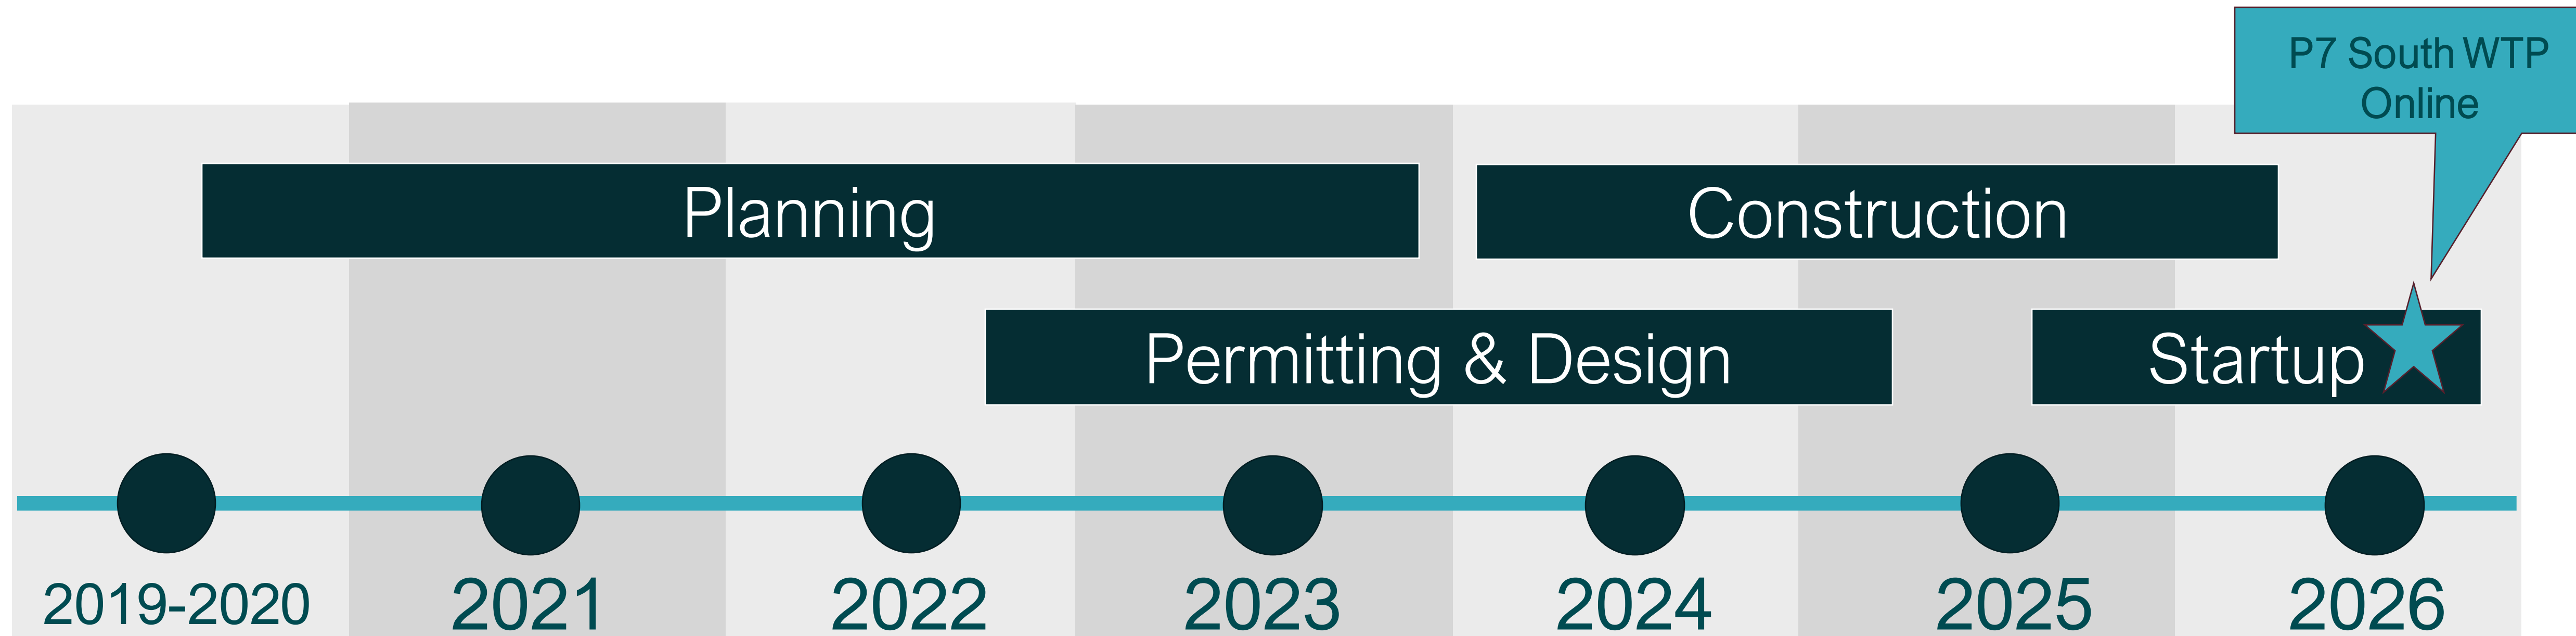 P7 South WTP
Online
Planning
Construction
Permitting & Design
Startup
2019-2020
2021
2022
2023
2024
2025
2026